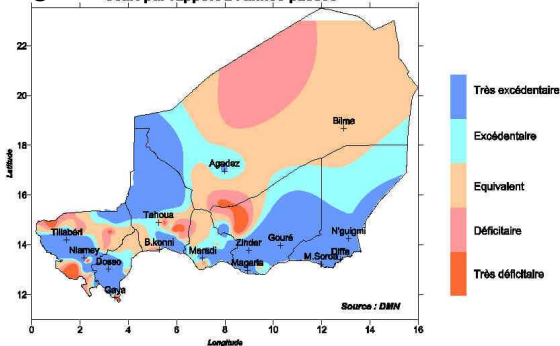 22
20
18
16
14
12
Latitude
0
2
4
6
8
10
12
14
16
Longitude
Bilma
Agadez
Tahoua
Tillabéri
B.konni
Niamey
Dosso
Gaya
Maradi
Zinder
Magaria
Gouré
N'guigmi
Diffa
M.Soroa
Source : DMN
Très excédentaire
Excédentaire
Equivalent
Déficitaire
Très déficitaire